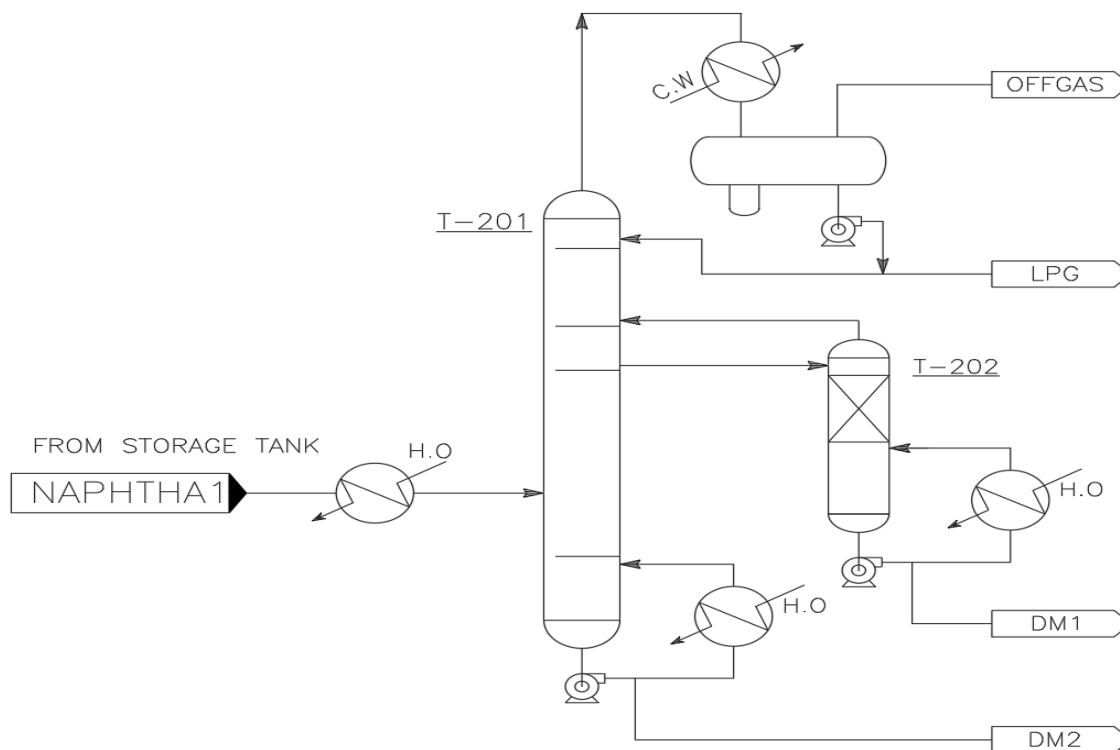 C.W
OFFGAS
T-201
LPG
T-202
FROM STORAGE TANK
H.O
NAPHTHA1
H.O
H.O
DM1
DM2